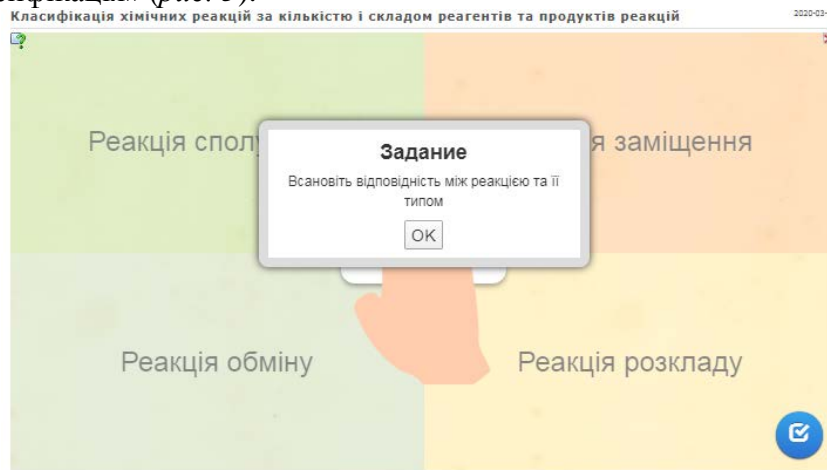 Класифікація хімічних реакцій за кількістю і складом реагентів та продуктів реакцій 2020-03-
Реакція спол
я заміщення
Задание
Всановіть відповідність між реакцією та її
типом
OK
Реакція обміну
Реакція розкладу